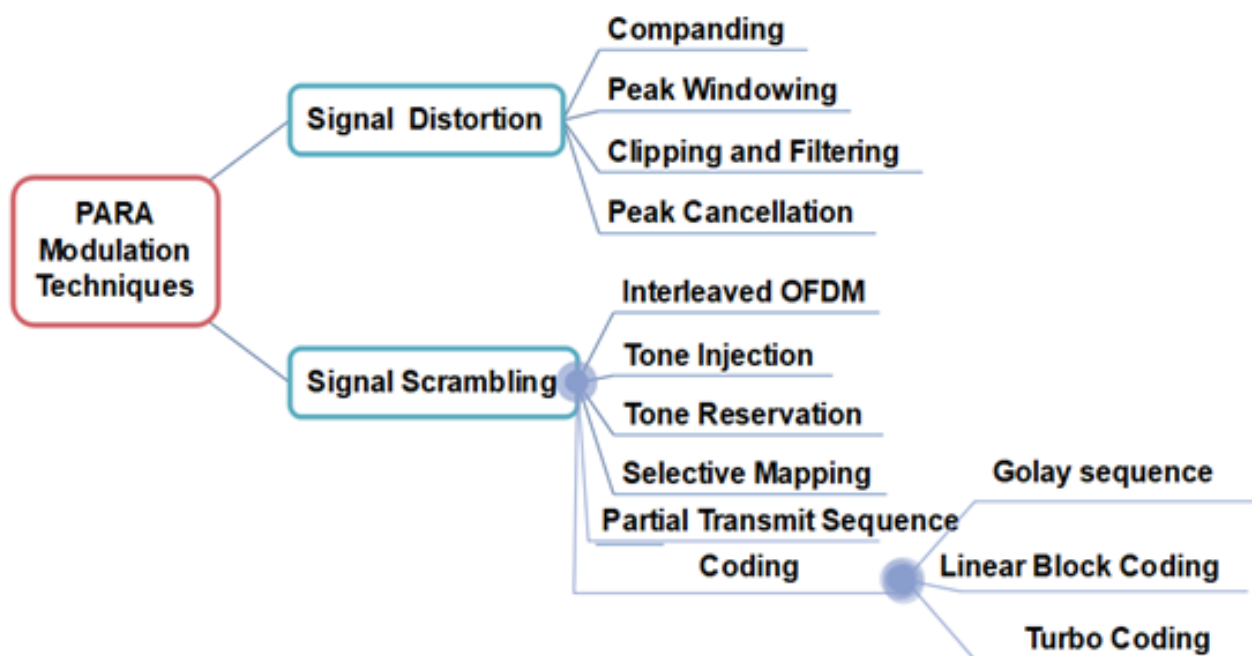 Companding
Peak Windowing
Signal Distortion
Clipping and Filtering
Peak Cancellation
PARA
Modulation
Techniques
Interleaved OFDM
Tone Injection
Signal Scrambling
Tone Reservation
Selective Mapping
Golay sequence
Partial Transmit Sequence
Coding
Linear Block Coding
Turbo Coding